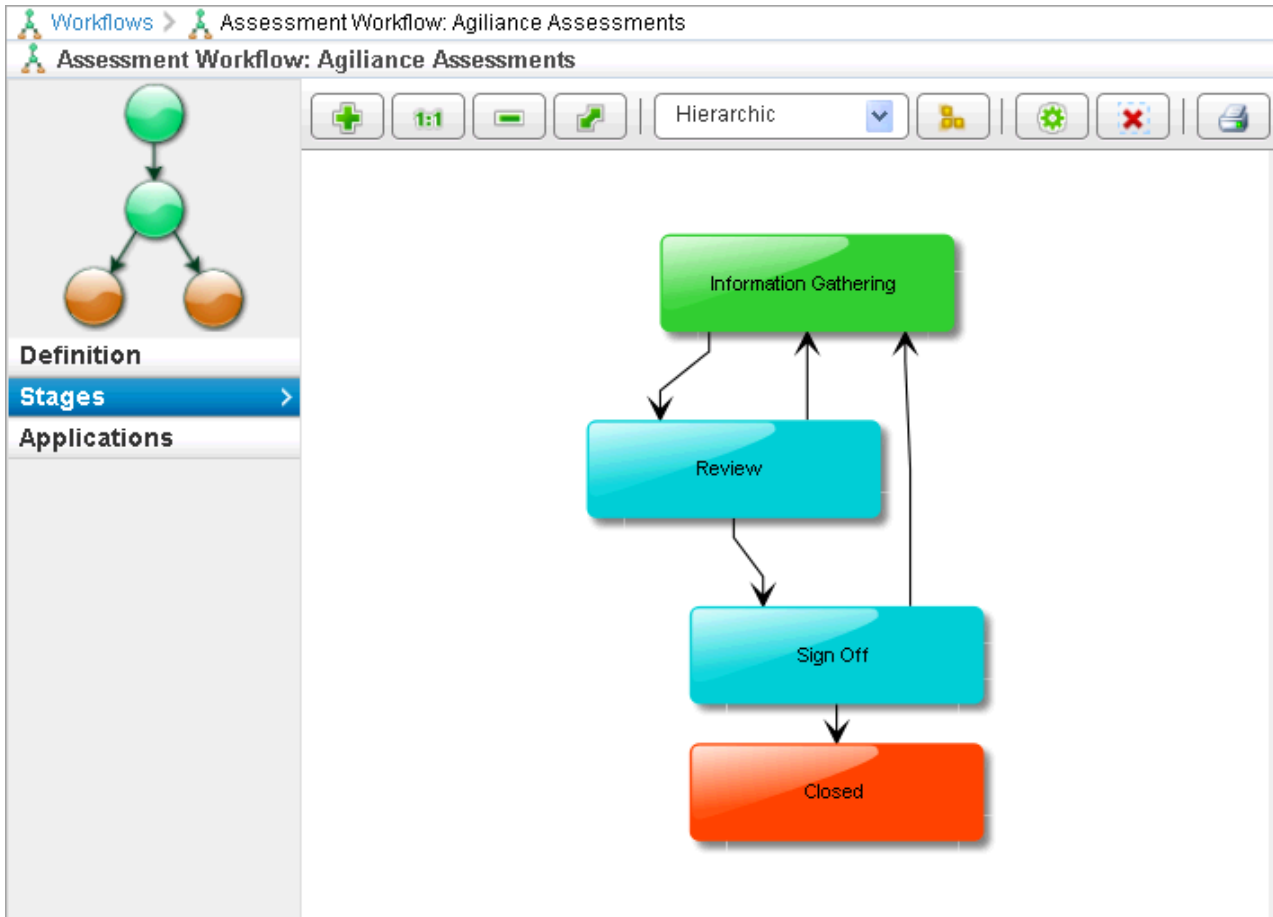 Workflows > Assessment Workflow: Agiliance Assessments
Assessment Workflow: Agiliance Assessments
1:1
Hierarchic
Definition
Stages
Applications
Information Gathering
Review
Sign Off
Closed